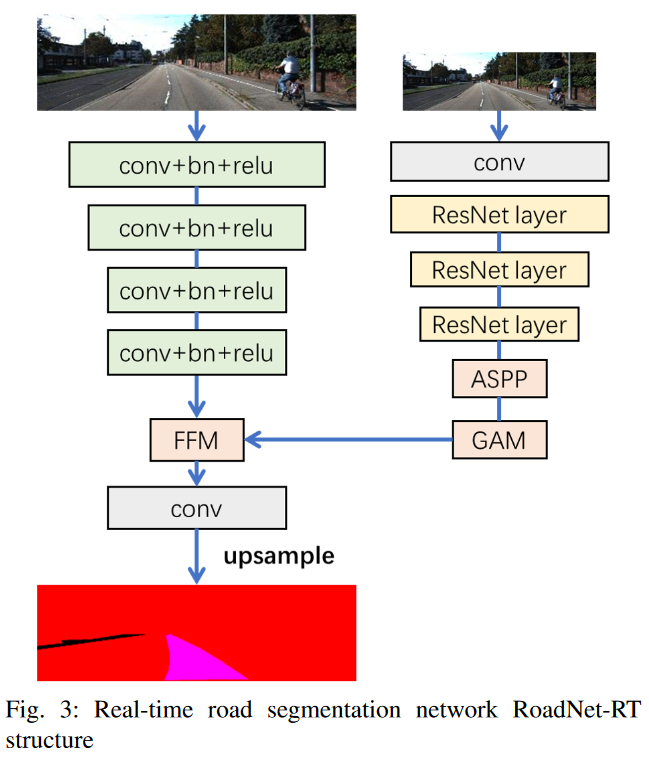 conv+bn+relu
conv+bn+relu
conv+bn+relu
conv+bn+relu
FFM
conv
upsample
conv
ResNet layer
ResNet layer
ResNet layer
ASPP
GAM
Fig. 3: Real-time road segmentation network RoadNet-RT
structure